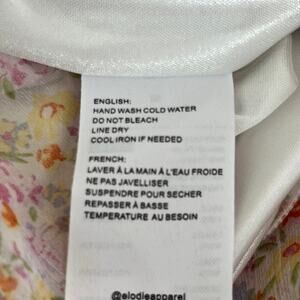 ENGLISH:
HAND WASH COLD WATER
DO NOT BLEACH
LINE DRY
COOL IRON IF NEEDED
FRENCH:
LAVER À LA MAIN À L'EAU FROIDE
NE PAS JAVELLISER
SUSPENDRE POUR SECHER
REPASSER À BASSE
TEMPERATURE AU BESOIN
@elodieapparel